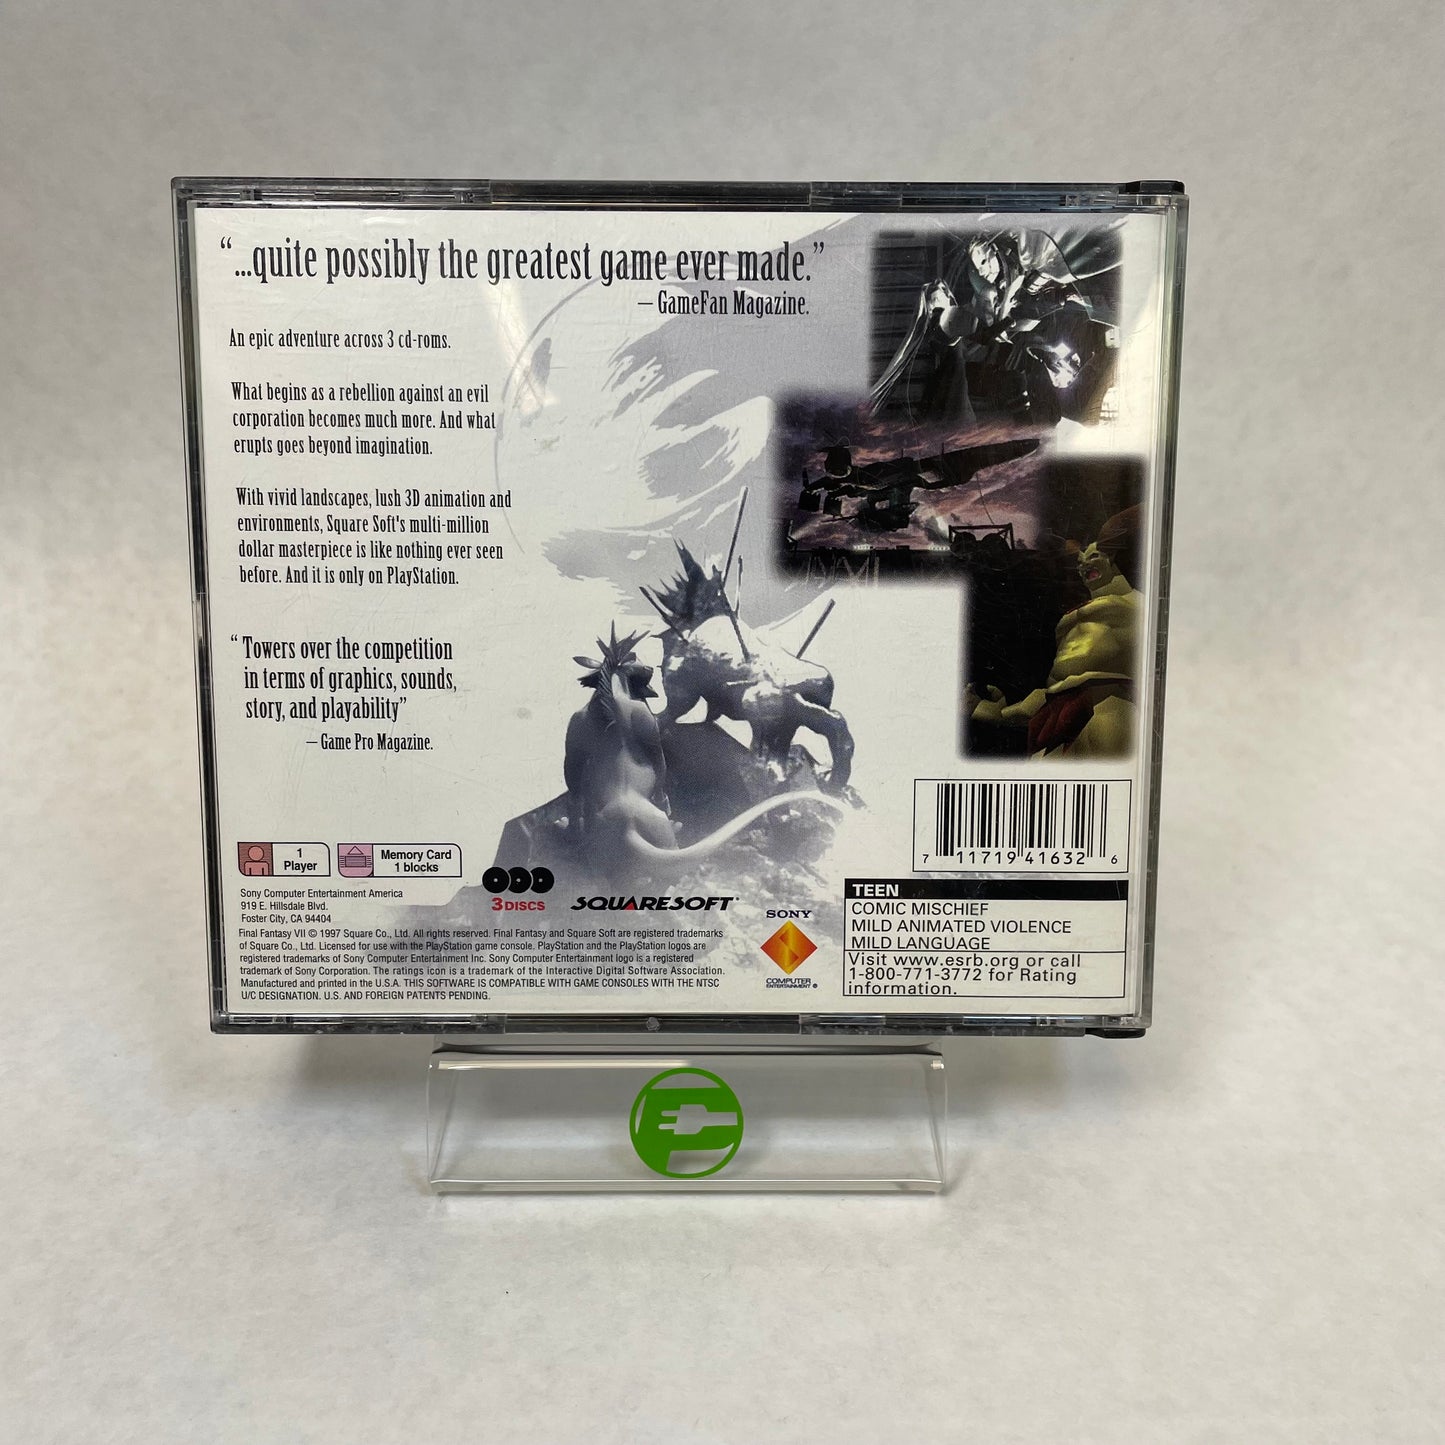 “...quite possibly the greatest game ever made.”
– GameFan Magazine.
An epic adventure across 3 cd-roms.
What begins as a rebellion against an evil
corporation becomes much more. And what
erupts goes beyond imagination.
With vivid landscapes, lush 3D animation and
environments, Square Soft's multi-million
dollar masterpiece is like nothing ever seen
before. And it is only on PlayStation.
“Towers over the competition
in terms of graphics, sounds,
story, and playability”
– Game Pro Magazine.
1
Player
Memory Card
1 blocks
Sony Computer Entertainment America
919 E. Hillsdale Blvd.
Foster City, CA 94404
3 DISCS
SQUARESOFT
Final Fantasy VII © 1997 Square Co., Ltd. All rights reserved. Final Fantasy and Square Soft are registered trademarks
of Square Co., Ltd. Licensed for use with the PlayStation game console. PlayStation and the PlayStation logos are
registered trademarks of Sony Computer Entertainment Inc. Sony Computer Entertainment logo is a registered
trademark of Sony Corporation. The ratings icon is a trademark of the Interactive Digital Software Association.
Manufactured and printed in the U.S.A. THIS SOFTWARE IS COMPATIBLE WITH GAME CONSOLES WITH THE NTSC
U/C DESIGNATION. U.S. AND FOREIGN PATENTS PENDING.
SONY
COMPUTER
ENTERTAINMENT ®
7 11719 41632 6
TEEN
COMIC MISCHIEF
MILD ANIMATED VIOLENCE
MILD LANGUAGE
Visit www.esrb.org or call
1-800-771-3772 for Rating
information.